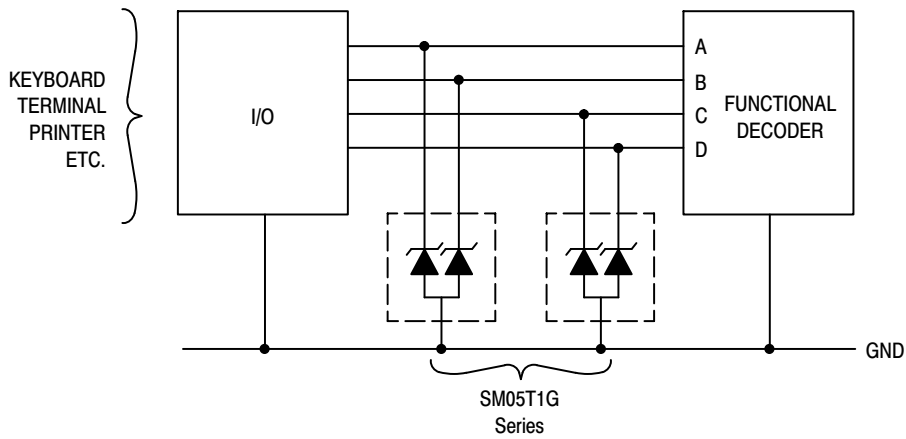 KEYBOARD
TERMINAL
PRINTER
ETC.
I/O
A
B
C
D
FUNCTIONAL
DECODER
GND
SM05T1G
Series